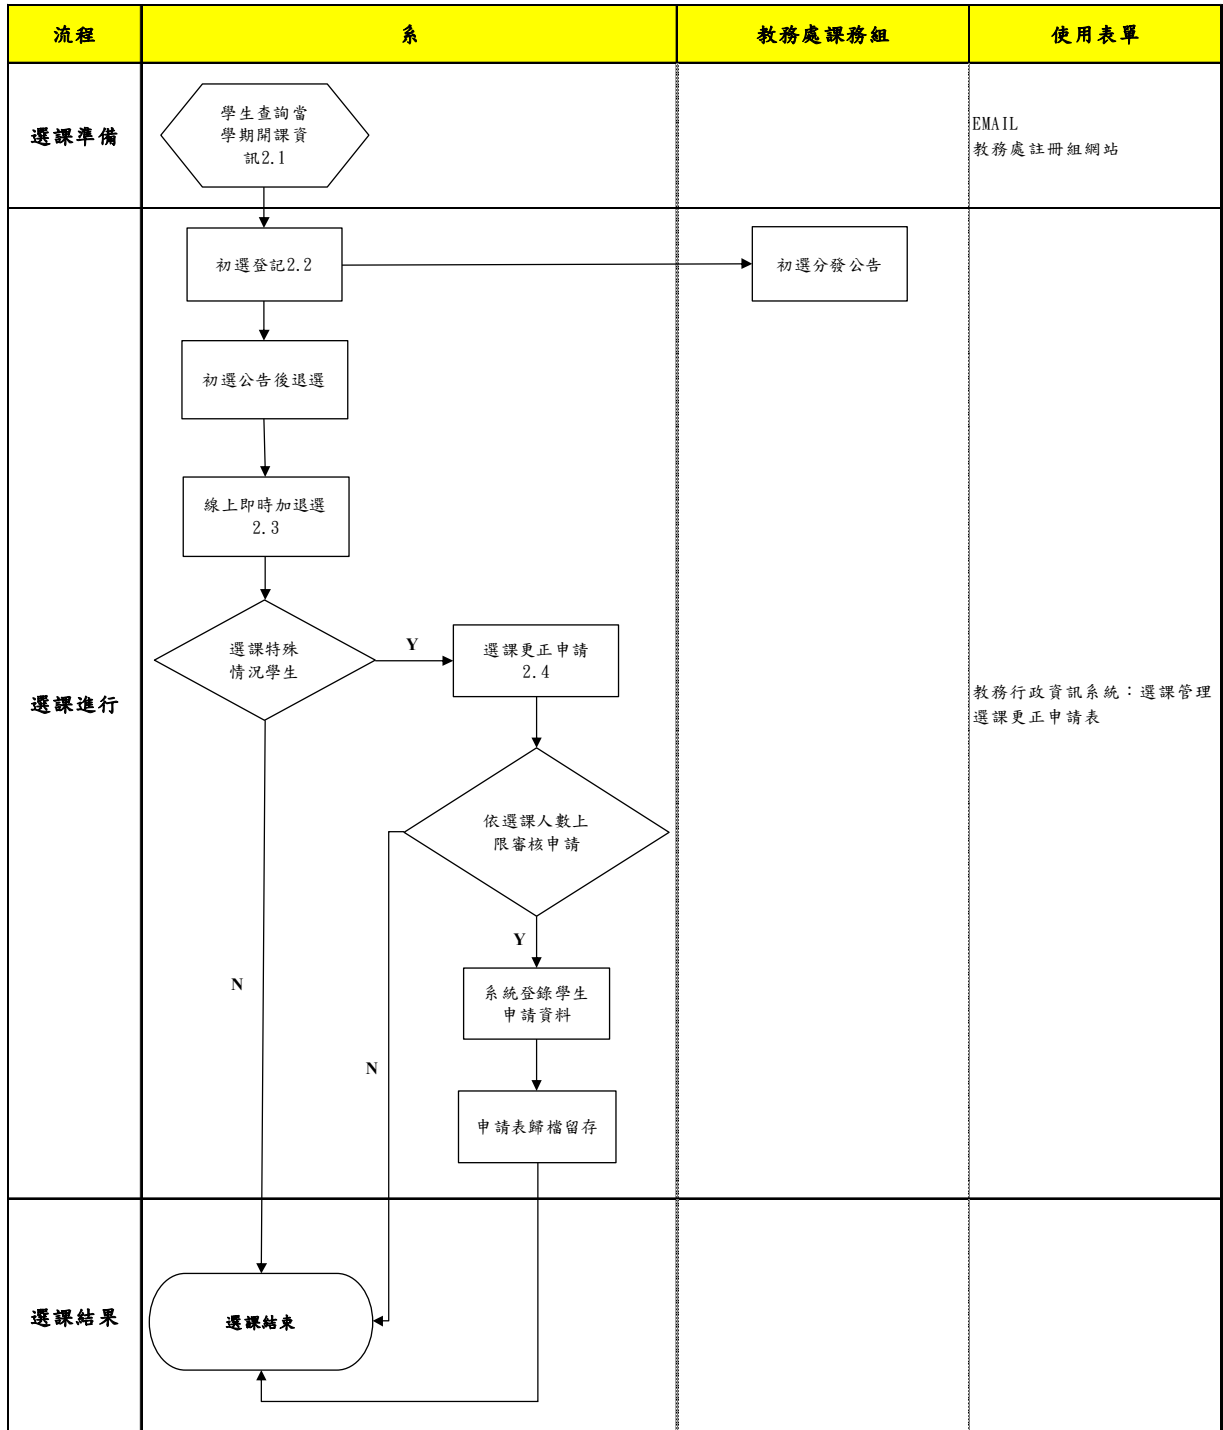 流程
系
教務處課務組
使用表單
選課準備
學生查詢當
學期開課資
訊2.1
EMAIL
教務處註冊組網站
初選登記2.2
初選分發公告
初選公告後退選
線上即時加退選
2.3
選課特殊
情況學生
Y
選課更正申請
2.4
選課進行
教務行政資訊系統：選課管理
選課更正申請表
依選課人數上
限審核申請
Y
N
系統登錄學生
申請資料
N
申請表歸檔留存
選課結果
選課結束